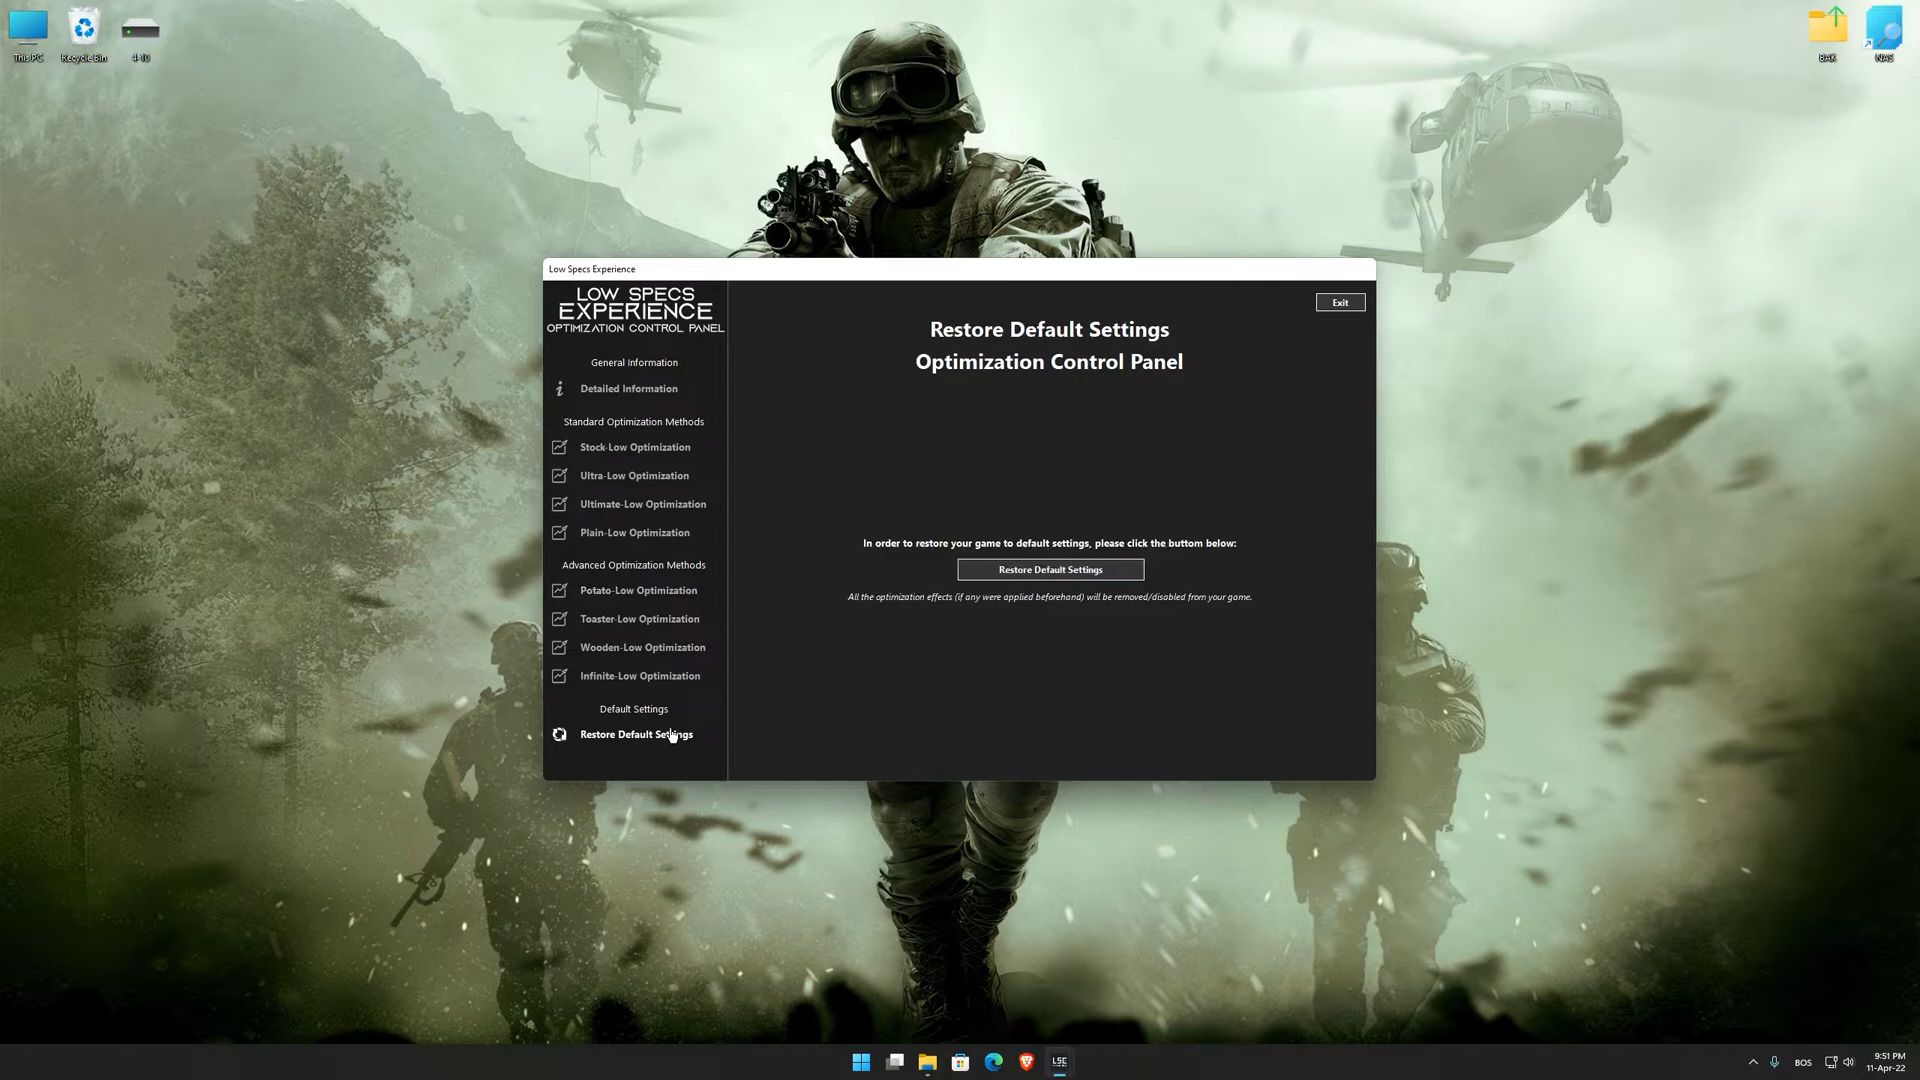 This PC
Recycle Bin
4-10
BAK
NAS
Low Specs Experience
LOW SPECS
EXPERIENCE
OPTIMIZATION CONTROL PANEL
General Information
Detailed Information
Standard Optimization Methods
Stock-Low Optimization
Ultra-Low Optimization
Ultimate-Low Optimization
Plain-Low Optimization
Advanced Optimization Methods
Potato-Low Optimization
Toaster-Low Optimization
Wooden-Low Optimization
Infinite-Low Optimization
Default Settings
Restore Default Settings
Exit
Restore Default Settings
Optimization Control Panel
In order to restore your game to default settings, please click the buttom below:
Restore Default Settings
All the optimization effects (if any were applied beforehand) will be removed/disabled from your game.
LSE
BOS
9:51 PM
11-Apr-22